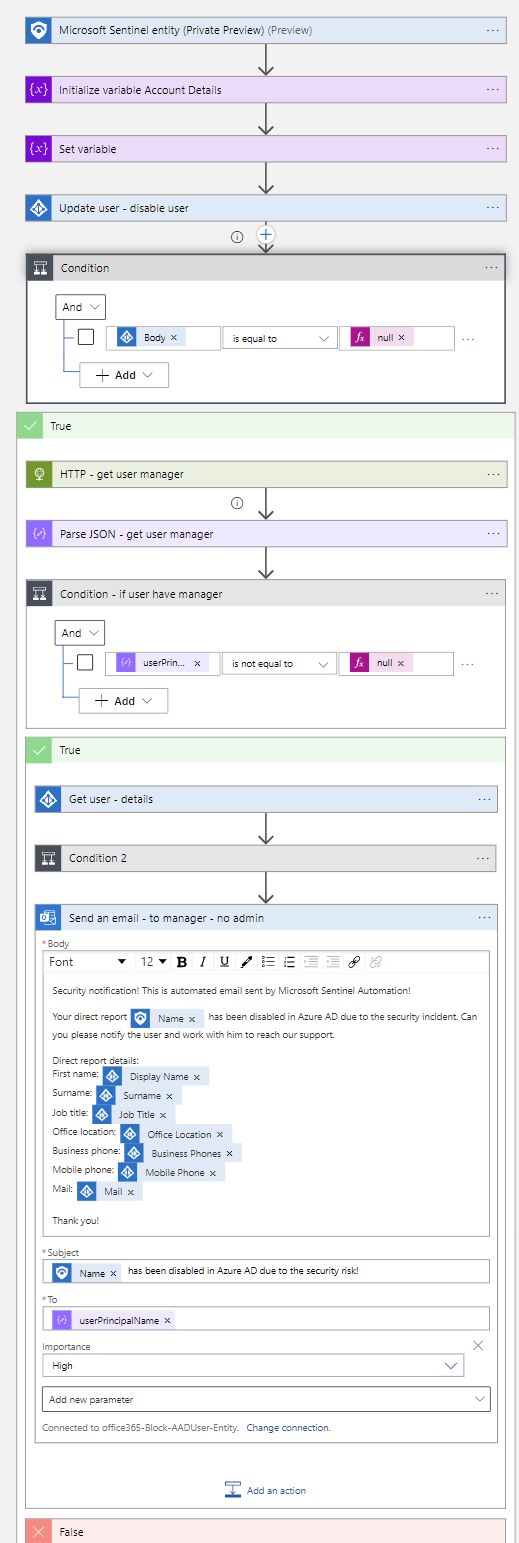 Microsoft Sentinel entity (Private Preview) (Preview)
Initialize variable Account Details
Set variable
Update user - disable user
Condition
And
Body × is equal to null ×
Add
True
HTTP - get user manager
Parse JSON - get user manager
Condition - if user have manager
And
userPrin... × is not equal to null ×
Add
True
Get user - details
Condition 2
Send an email - to manager - no admin
*Body
Font 12 B I U
Security notification! This is automated email sent by Microsoft Sentinel Automation!
Your direct report Name × has been disabled in Azure AD due to the security incident. Can
you please notify the user and work with him to reach our support.
Direct report details:
First name: Display Name ×
Surname: Surname ×
Job title: Job Title ×
Office location: Office Location ×
Business phone: Business Phones ×
Mobile phone: Mobile Phone ×
Mail: Mail ×
Thank you!
*Subject
Name × has been disabled in Azure AD due to the security risk!
*To
userPrincipalName ×
Importance
High
Add new parameter
Connected to office365-Block-AADUser-Entity. Change connection.
Add an action
False